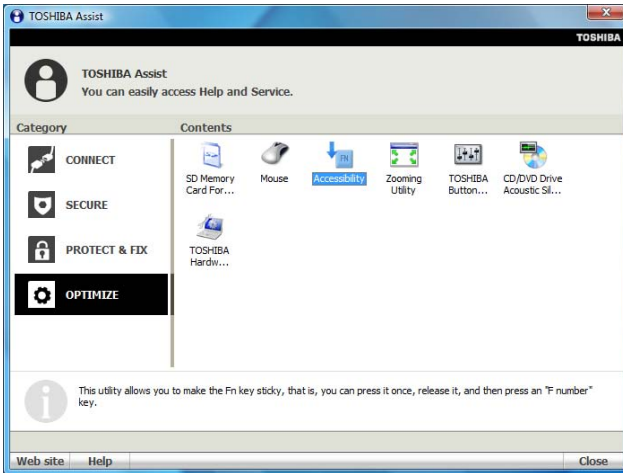 TOSHIBA Assist
TOSHIBA
TOSHIBA Assist
You can easily access Help and Service.
Category
Contents
CONNECT
SECURE
PROTECT & FIX
OPTIMIZE
SD Memory
Card For...
Mouse
FN
Accessibility
Zooming
Utility
TOSHIBA
Button...
CD/DVD Drive
Acoustic Sil...
TOSHIBA
Hardw...
This utility allows you to make the Fn key sticky, that is, you can press it once, release it, and then press an "F number"
key.
Web site
Help
Close